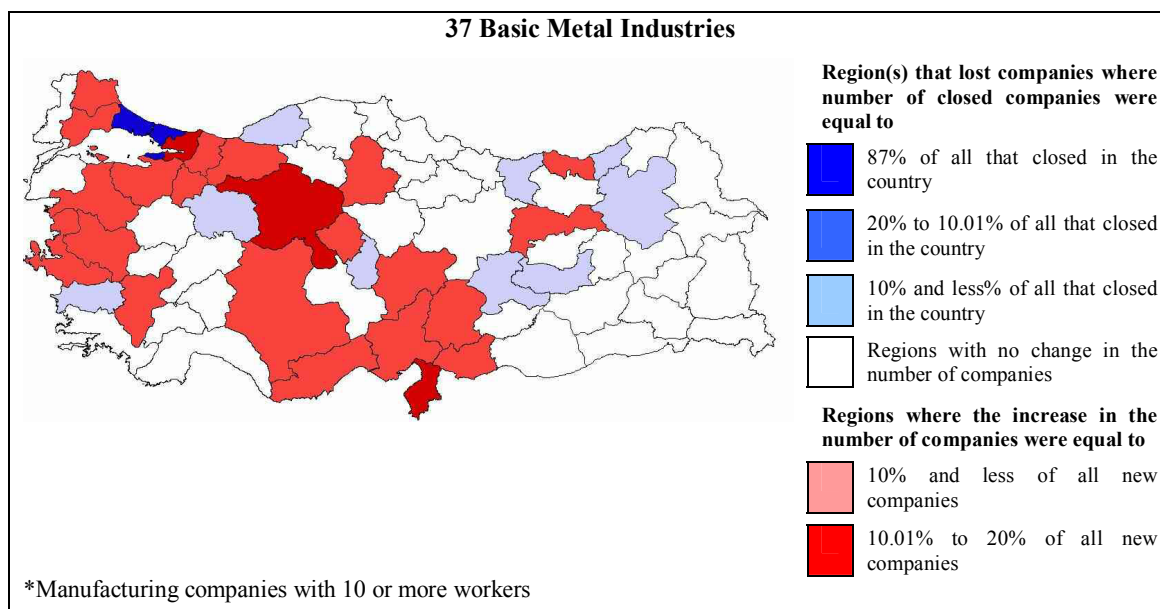 37 Basic Metal Industries
Region(s) that lost companies where
number of closed companies were
equal to
87% of all that closed in the
country
20% to 10.01% of all that closed
in the country
10% and less% of all that closed
in the country
Regions with no change in the
number of companies
Regions where the increase in the
number of companies were equal to
10% and less of all new
companies
10.01% to 20% of all new
companies
*Manufacturing companies with 10 or more workers